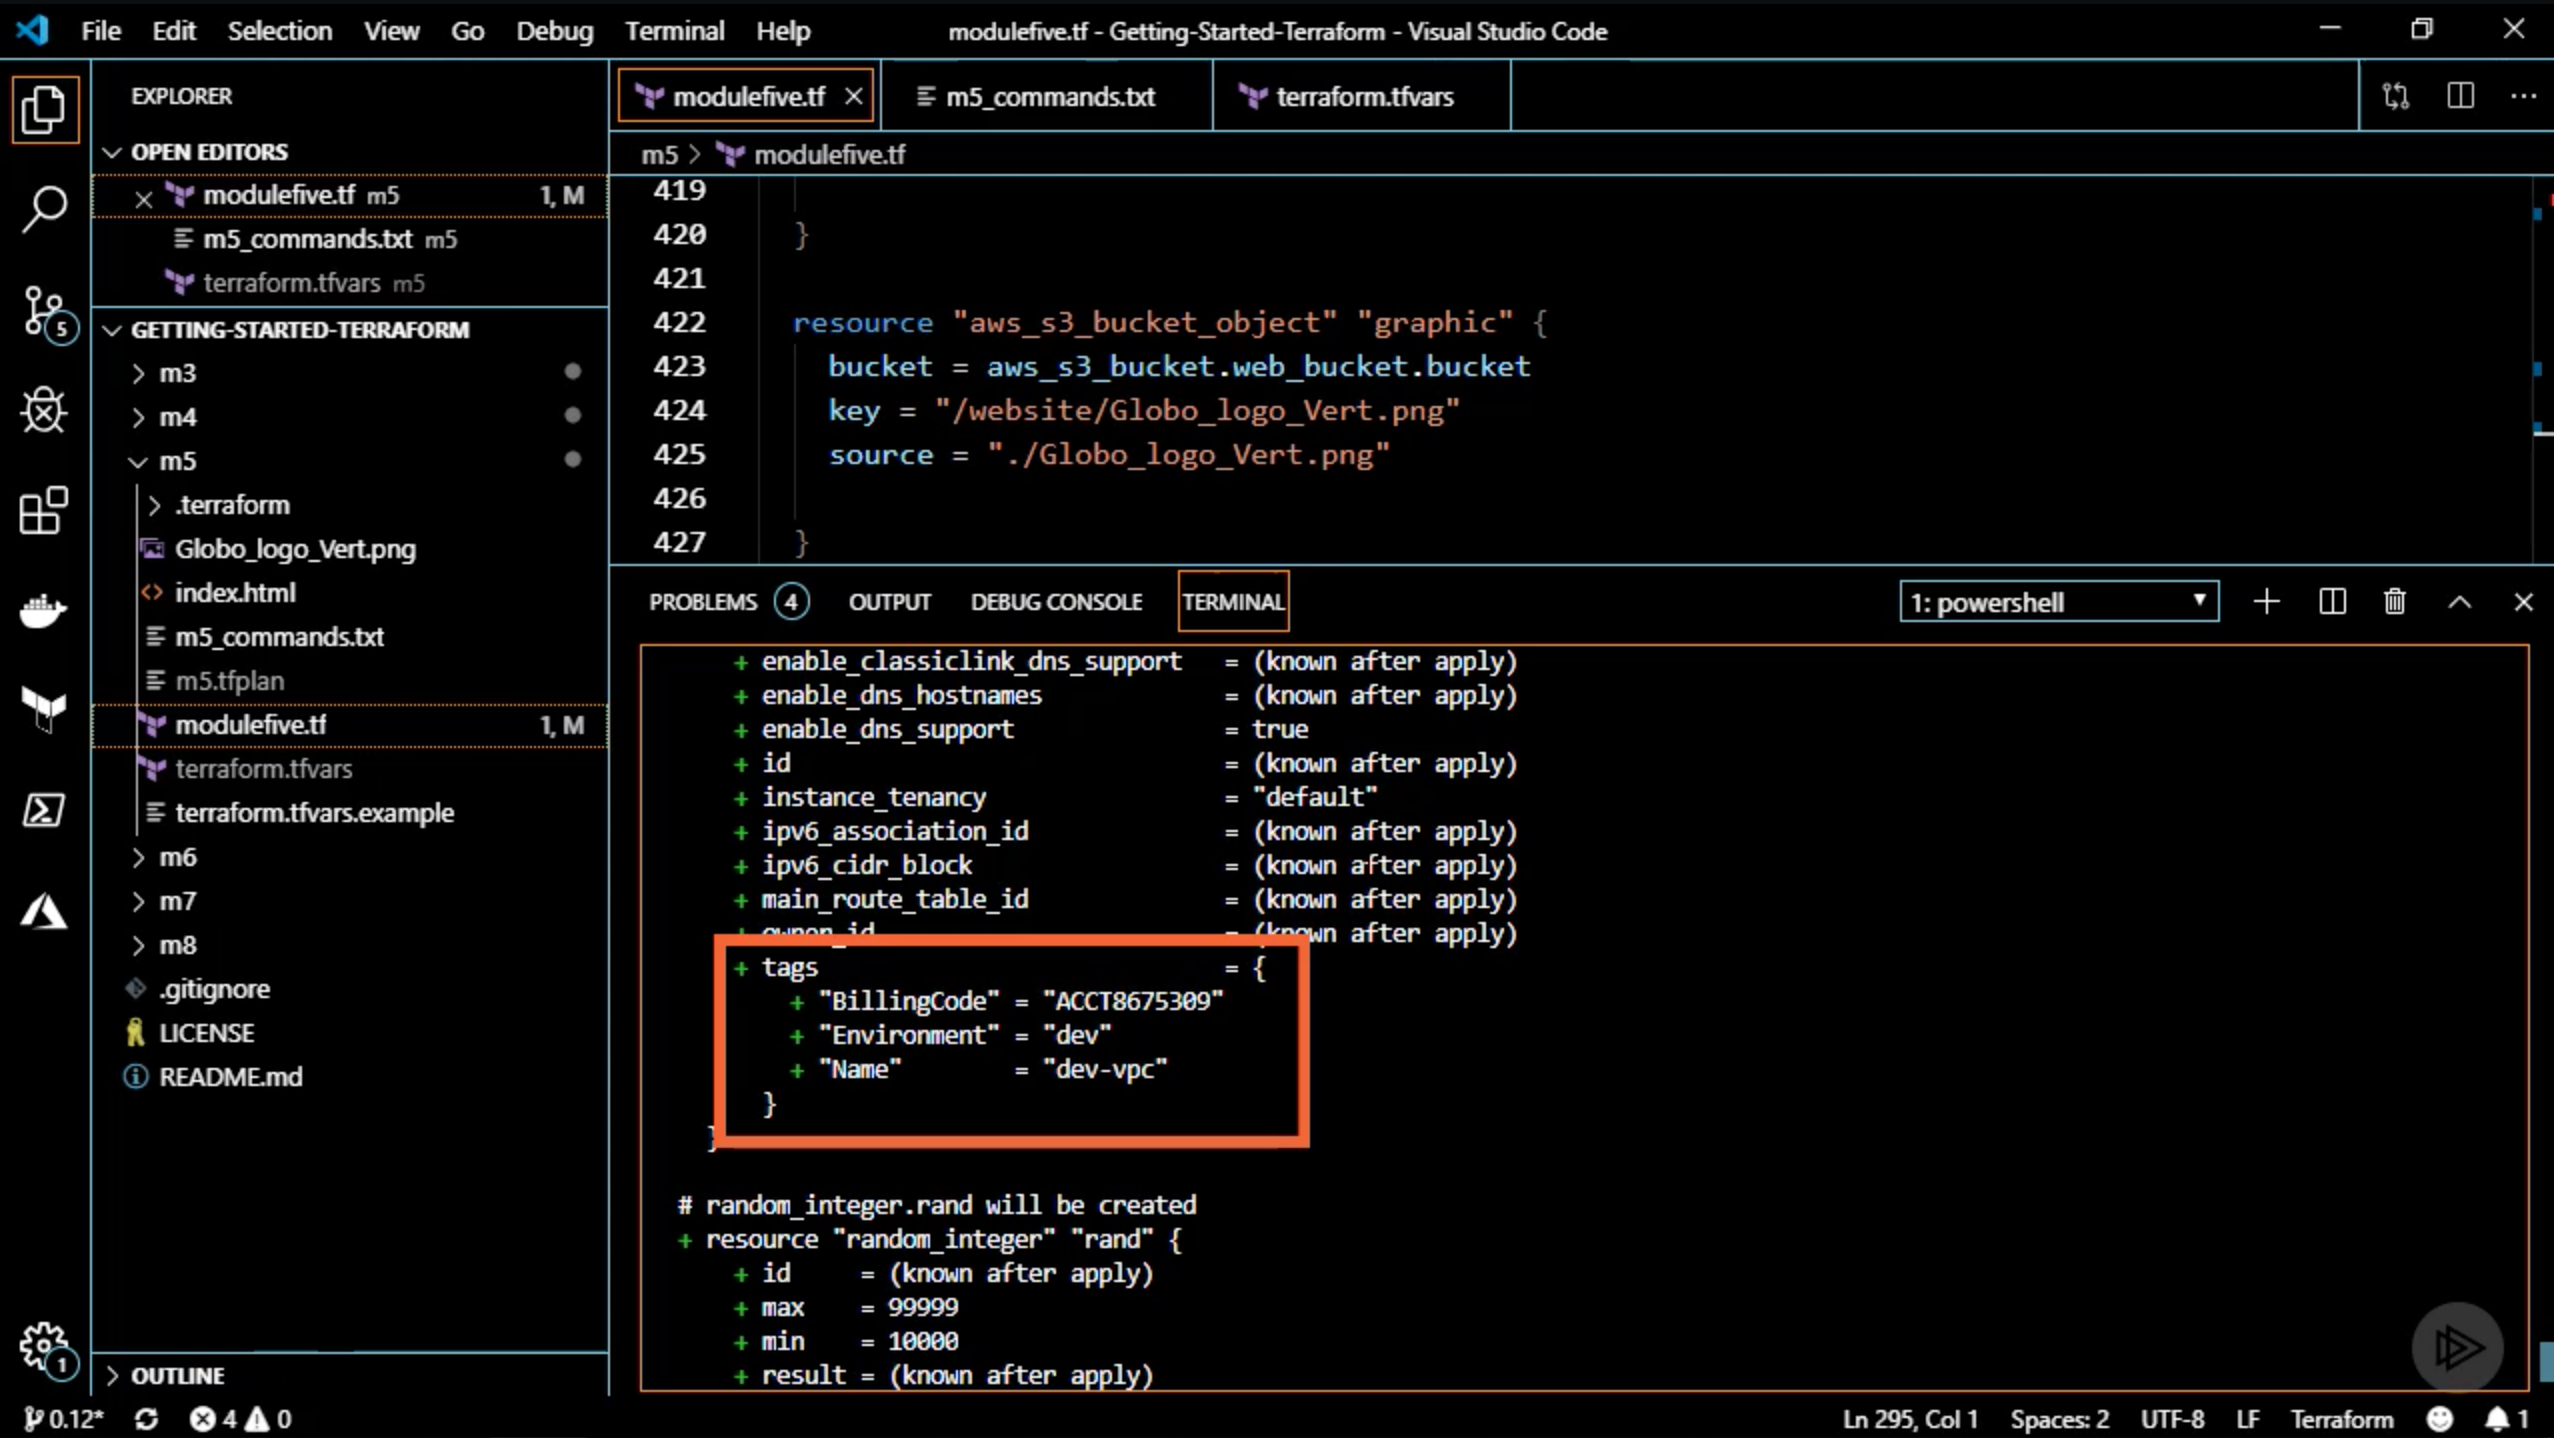 File Edit Selection View Go Debug Terminal Help
modulefive.tf - Getting-Started-Terraform - Visual Studio Code
EXPLORER
OPEN EDITORS
modulefive.tf m5 1, M
m5_commands.txt m5
terraform.tfvars m5
GETTING-STARTED-TERRAFORM
m3
m4
m5
.terraform
Globo_logo_Vert.png
index.html
m5_commands.txt
m5.tfplan
modulefive.tf 1, M
terraform.tfvars
terraform.tfvars.example
m6
m7
m8
.gitignore
LICENSE
README.md
OUTLINE
5
1
modulefive.tf
m5_commands.txt
terraform.tfvars
m5 > modulefive.tf
419
420 }
421
422 resource "aws_s3_bucket_object" "graphic" {
423 bucket = aws_s3_bucket.web_bucket.bucket
424 key = "/website/Globo_logo_Vert.png"
425 source = "./Globo_logo_Vert.png"
426
427 }
PROBLEMS 4 OUTPUT DEBUG CONSOLE TERMINAL 1: powershell
+ enable_classiclink_dns_support = (known after apply)
+ enable_dns_hostnames = (known after apply)
+ enable_dns_support = true
+ id = (known after apply)
+ instance_tenancy = "default"
+ ipv6_association_id = (known after apply)
+ ipv6_cidr_block = (known after apply)
+ main_route_table_id = (known after apply)
+ owner_id = (known after apply)
+ tags = {
+ "BillingCode" = "ACCT8675309"
+ "Environment" = "dev"
+ "Name" = "dev-vpc"
}
}
# random_integer.rand will be created
+ resource "random_integer" "rand" {
+ id = (known after apply)
+ max = 99999
+ min = 10000
+ result = (known after apply)
0.12* 4 0 Ln 295, Col 1 Spaces: 2 UTF-8 LF Terraform 1